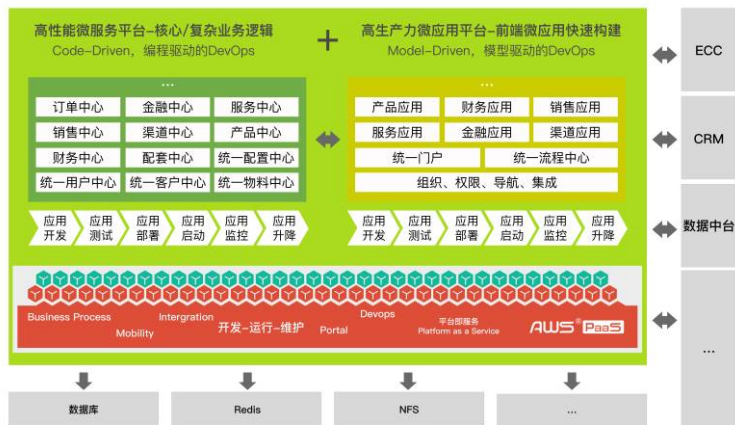 高性能微服务平台-核心/复杂业务逻辑
Code-Driven，编程驱动的DevOps
+
高生产力微应用平台-前端微应用快速构建
Model-Driven，模型驱动的DevOps
...
订单中心 金融中心 服务中心
销售中心 渠道中心 产品中心
财务中心 配套中心 统一配置中心
统一用户中心 统一客户中心 统一物料中心
...
产品应用 财务应用 销售应用
服务应用 金融应用 渠道应用
统一门户 统一流程中心
组织、权限、导航、集成
应用开发 应用测试 应用部署 应用启动 应用监控 应用升降
应用开发 应用测试 应用部署 应用启动 应用监控 应用升降
Business Process
Mobility
Intergration
开发-运行-维护
Portal
Devops
平台即服务
Platform as a Service
AWS® PaaS
ECC
CRM
数据中台
...
数据库
Redis
NFS
...